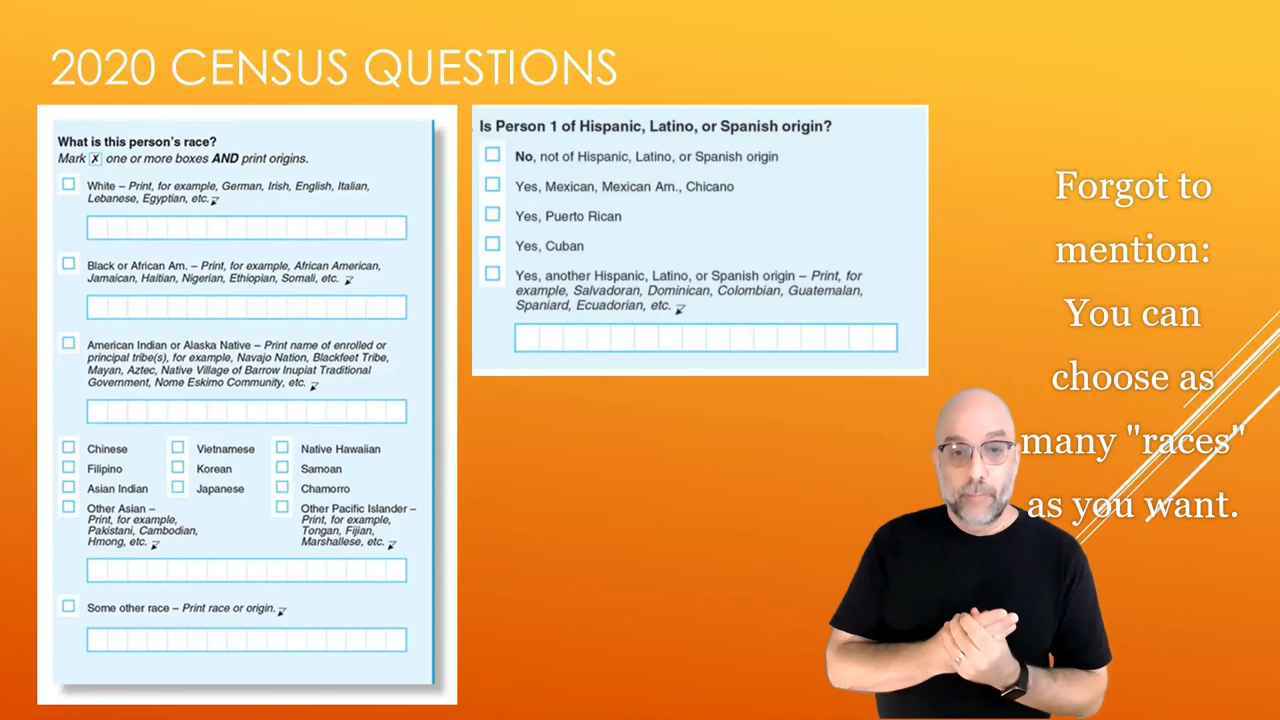 2020 CENSUS QUESTIONS
What is this person's race?
Mark X one or more boxes AND print origins.
White – Print, for example, German, Irish, English, Italian,
Lebanese, Egyptian, etc.
Black or African Am. – Print, for example, African American,
Jamaican, Haitian, Nigerian, Ethiopian, Somali, etc.
American Indian or Alaska Native – Print name of enrolled or
principal tribe(s), for example, Navajo Nation, Blackfeet Tribe,
Mayan, Aztec, Native Village of Barrow Inupiat Traditional
Government, Nome Eskimo Community, etc.
Chinese
Vietnamese
Native Hawaiian
Filipino
Korean
Samoan
Asian Indian
Japanese
Chamorro
Other Asian –
Print, for example,
Pakistani, Cambodian,
Hmong, etc.
Other Pacific Islander –
Print, for example,
Tongan, Fijian,
Marshallese, etc.
Some other race – Print race or origin.
Is Person 1 of Hispanic, Latino, or Spanish origin?
No, not of Hispanic, Latino, or Spanish origin
Yes, Mexican, Mexican Am., Chicano
Yes, Puerto Rican
Yes, Cuban
Yes, another Hispanic, Latino, or Spanish origin – Print, for
example, Salvadoran, Dominican, Colombian, Guatemalan,
Spaniard, Ecuadorian, etc.
Forgot to
mention:
You can
choose as
many "races"
as you want.